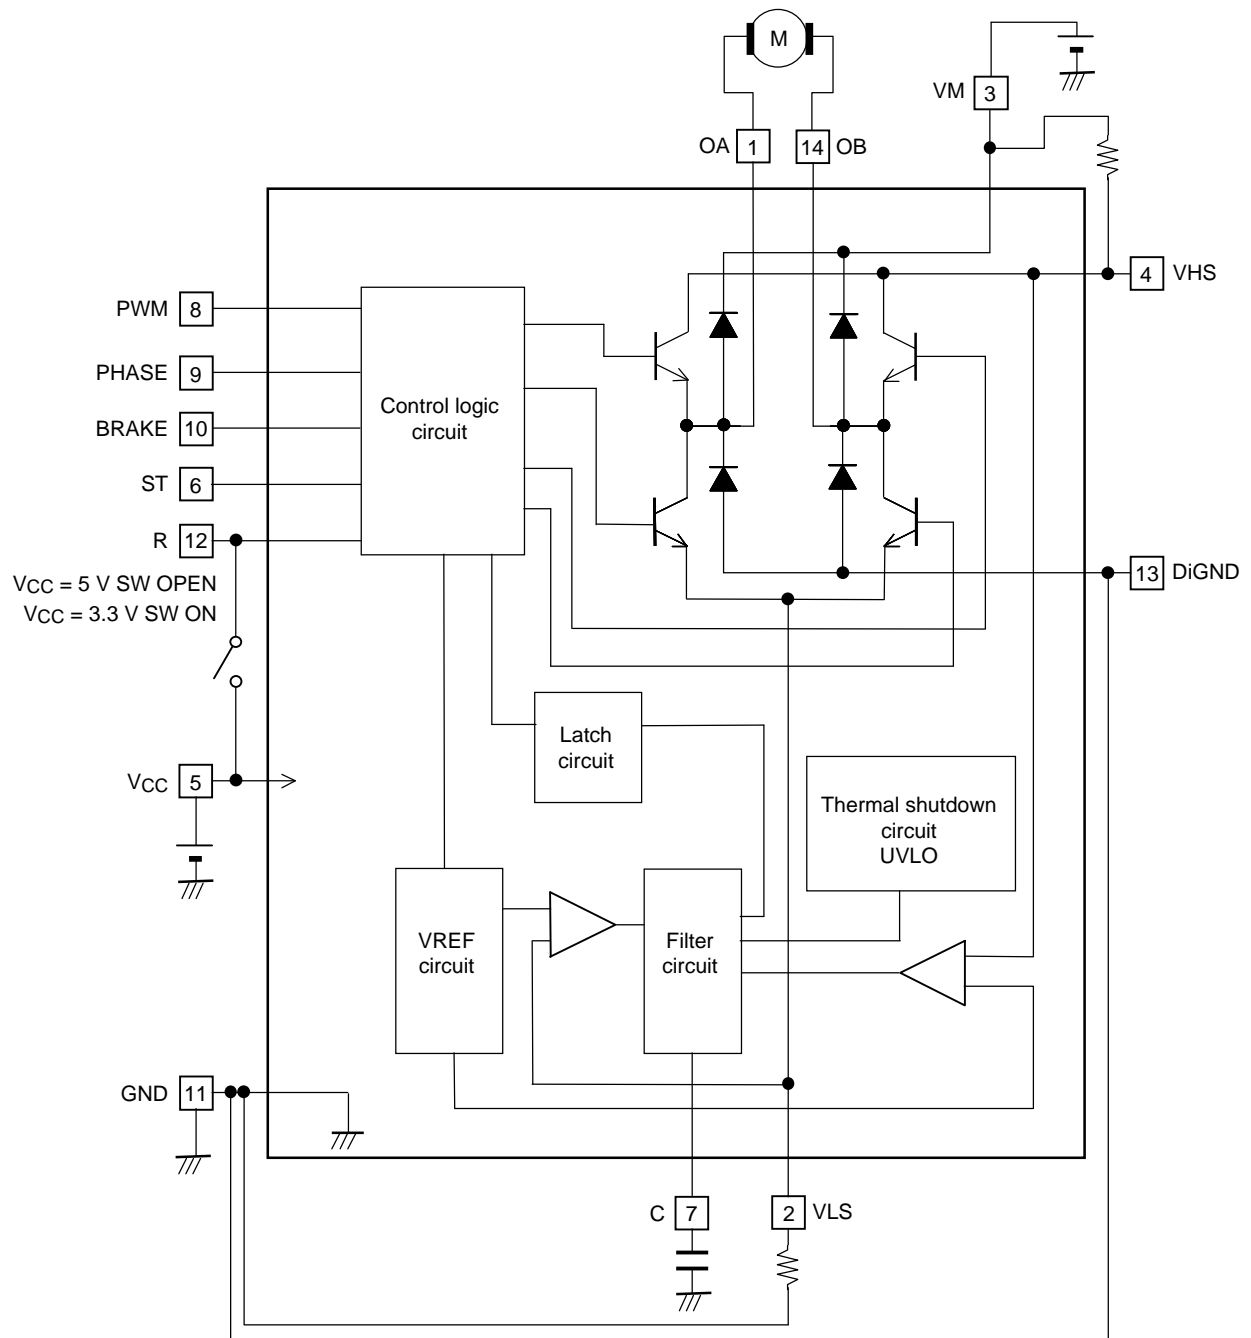 M
VM 3
OA 1
14 OB
4 VHS
PWM 8
PHASE 9
BRAKE 10
ST 6
R 12
Control logic
circuit
VCC = 5 V SW OPEN
VCC = 3.3 V SW ON
13 DiGND
Latch
circuit
VCC 5
Thermal shutdown
circuit
UVLO
VREF
circuit
Filter
circuit
GND 11
C 7
2 VLS